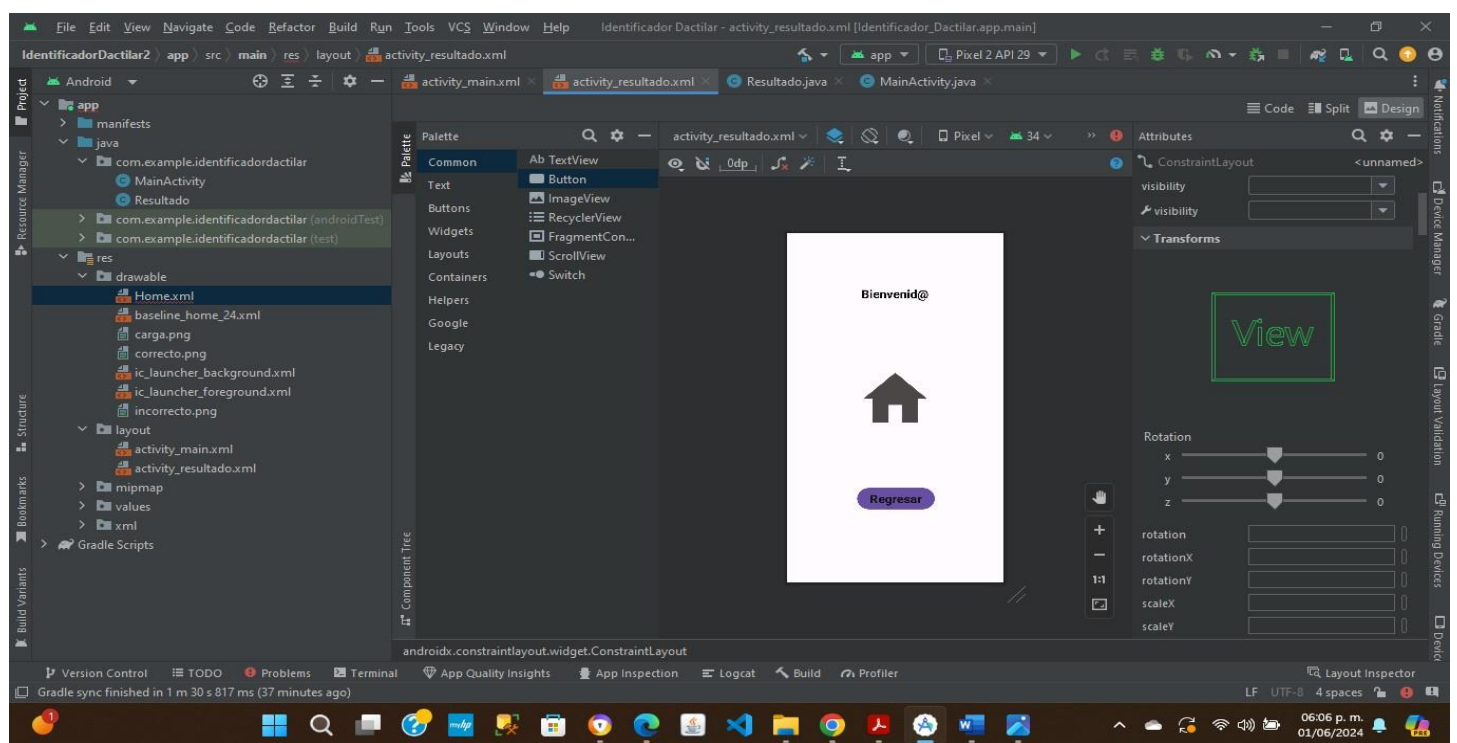 File Edit View Navigate Code Refactor Build Run Tools VCS Window Help Identificador Dactilar - activity_resultado.xml [Identificador_Dactilar.app.main]
IdentificadorDactilar2 app src main res layout activity_resultado.xml app Pixel 2 API 29
Android
activity_main.xml activity_resultado.xml Resultado.java MainActivity.java
Project
Resource Manager
Structure
Bookmarks
Build Variants
app
manifests
java
com.example.identificadordactilar
MainActivity
Resultado
com.example.identificadordactilar (androidTest)
com.example.identificadordactilar (test)
res
drawable
Home.xml
baseline_home_24.xml
carga.png
correcto.png
ic_launcher_background.xml
ic_launcher_foreground.xml
incorrecto.png
layout
activity_main.xml
activity_resultado.xml
mipmap
values
xml
Gradle Scripts
Code Split Design
Palette
Component Tree
Palette
Common
Text
Buttons
Widgets
Layouts
Containers
Helpers
Google
Legacy
Ab TextView
Button
ImageView
RecyclerView
FragmentCon...
ScrollView
Switch
activity_resultado.xml Pixel 34
0dp
Bienvenid@
Regresar
1:1
Attributes
ConstraintLayout <unnamed>
visibility
visibility
Transforms
View
Rotation
x 0
y 0
z 0
rotation
rotationX
rotationY
scaleX
scaleY
Notifications
Device Manager
Gradle
Layout Validation
Running Devices
androidx.constraintlayout.widget.ConstraintLayout
Version Control TODO Problems Terminal App Quality Insights App Inspection Logcat Build Profiler Layout Inspector
Gradle sync finished in 1 m 30 s 817 ms (37 minutes ago) LF UTF-8 4 spaces
06:06 p. m.
01/06/2024